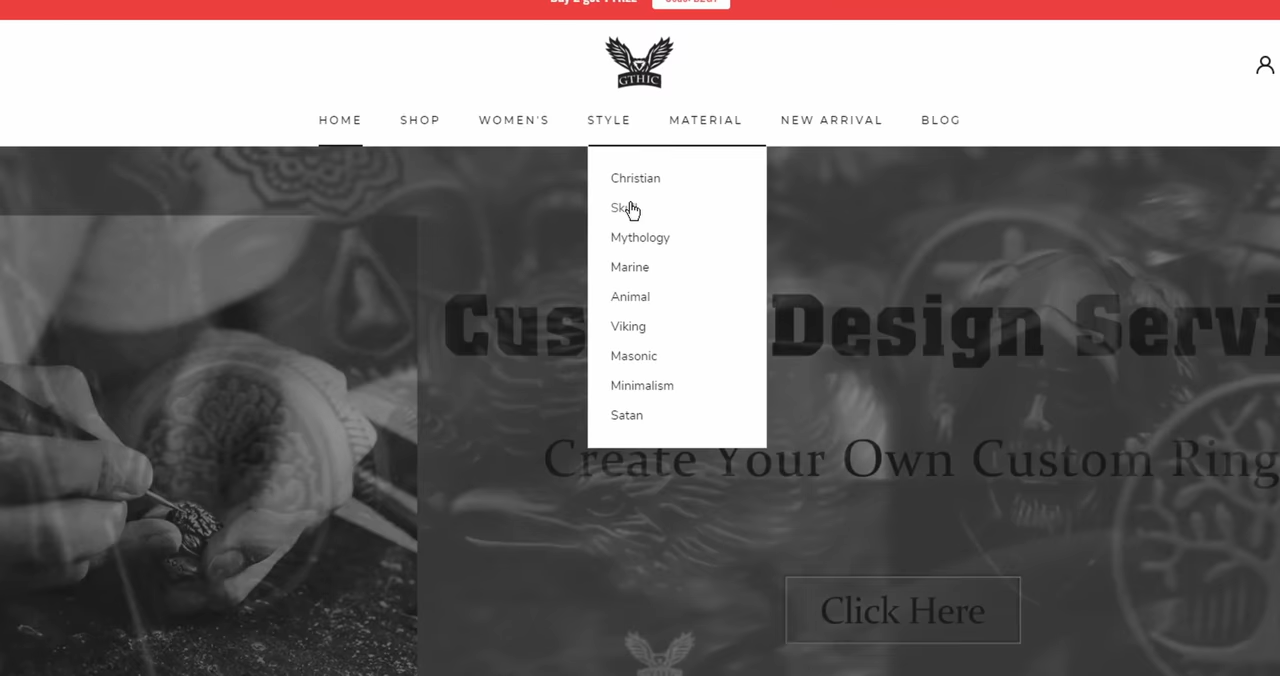 GTHIC
HOME SHOP WOMEN'S STYLE MATERIAL NEW ARRIVAL BLOG
Christian
Mythology
Marine
Animal
Viking
Masonic
Minimalism
Satan
Design
Create Your Own Custom Ring
Click Here